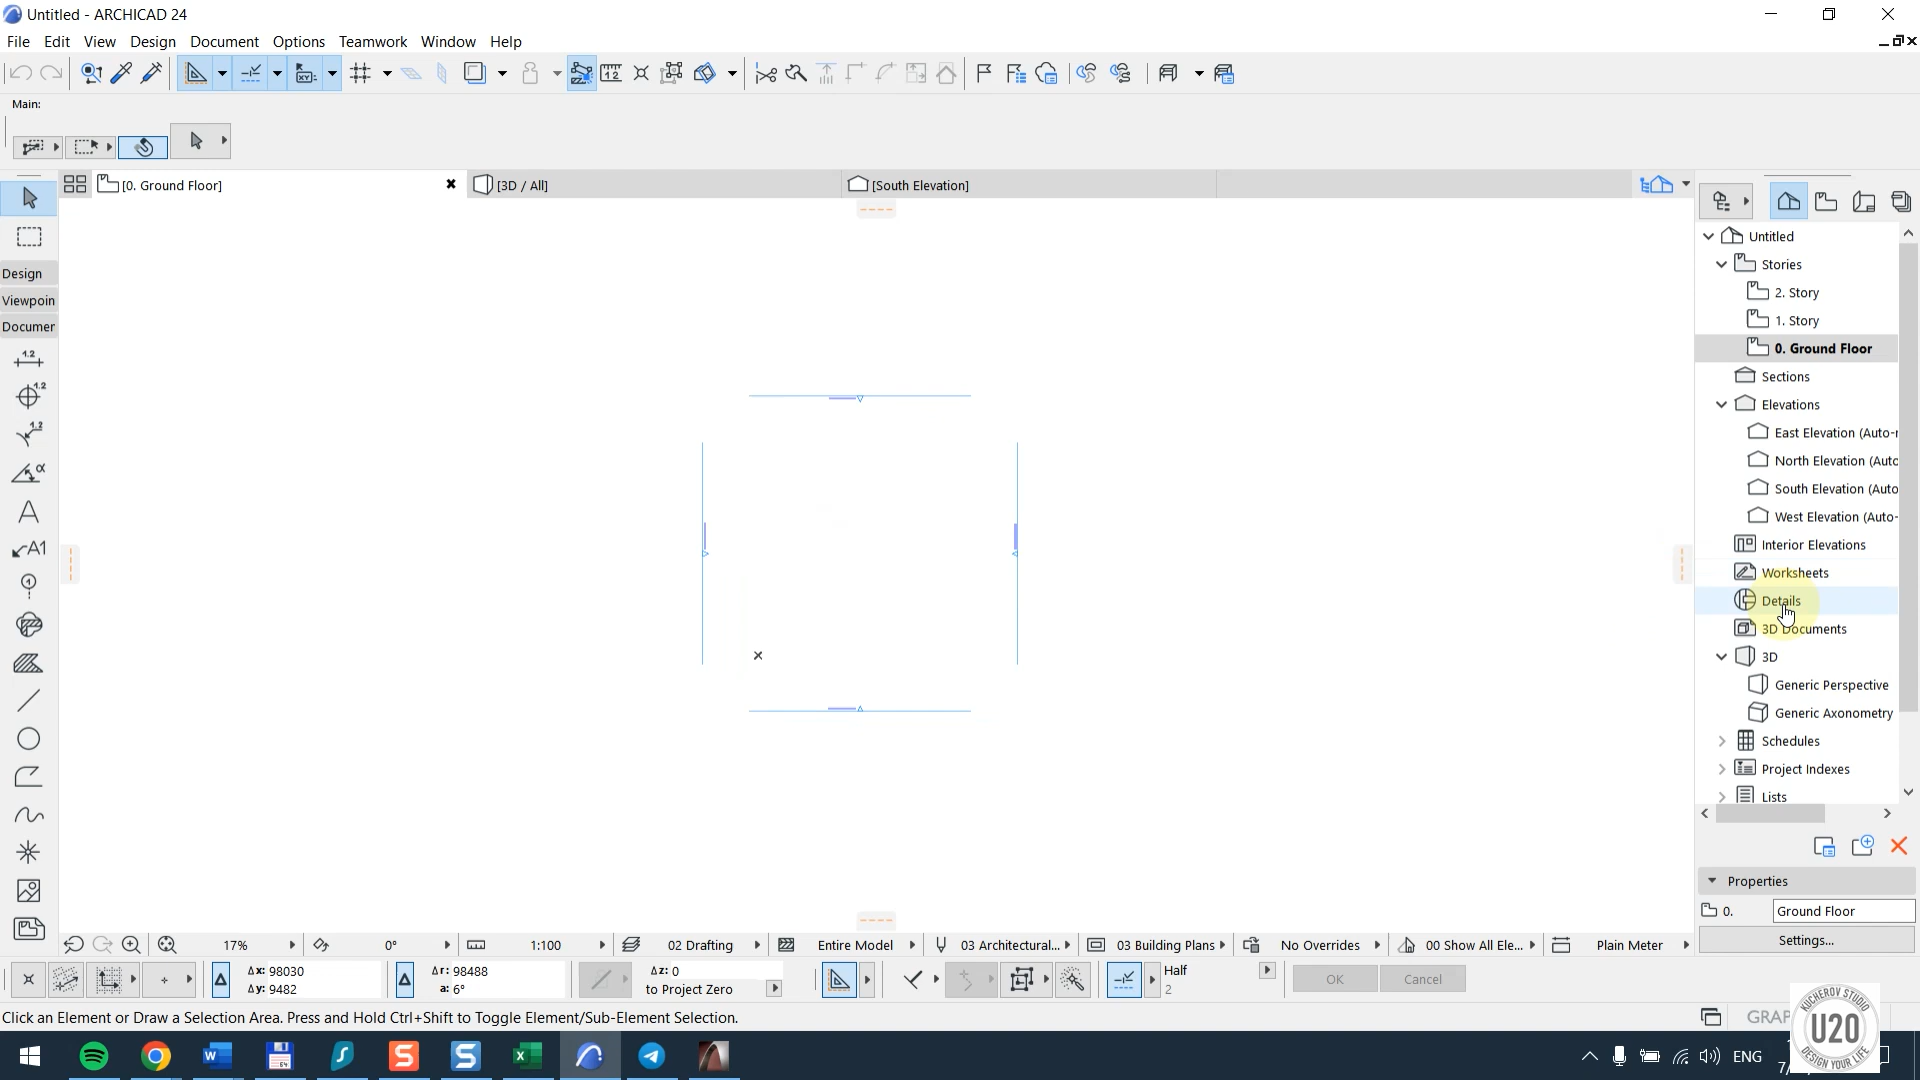 Untitled - ARCHICAD 24
File Edit View Design Document Options Teamwork Window Help
Main:
[0. Ground Floor]
[3D / All]
[South Elevation]
Design
Viewpoin
Documer
Untitled
Stories
2. Story
1. Story
0. Ground Floor
Sections
Elevations
East Elevation (Auto-r
North Elevation (Autc
South Elevation (Auto
West Elevation (Auto-
Interior Elevations
Worksheets
Details
3D Documents
3D
Generic Perspective
Generic Axonometry
Schedules
Project Indexes
Lists
Properties
0. Ground Floor
Settings...
17% 0° 1:100 02 Drafting Entire Model 03 Architectural... 03 Building Plans No Overrides 00 Show All Ele... Plain Meter
Δx: 98030
Δy: 9482
Δr: 98488
a: 6°
Δz: 0
to Project Zero
Half
2
OK Cancel
Click an Element or Draw a Selection Area. Press and Hold Ctrl+Shift to Toggle Element/Sub-Element Selection.
ENG
KUCHEROV STUDIO
U20
DESIGN YOUR LIFE